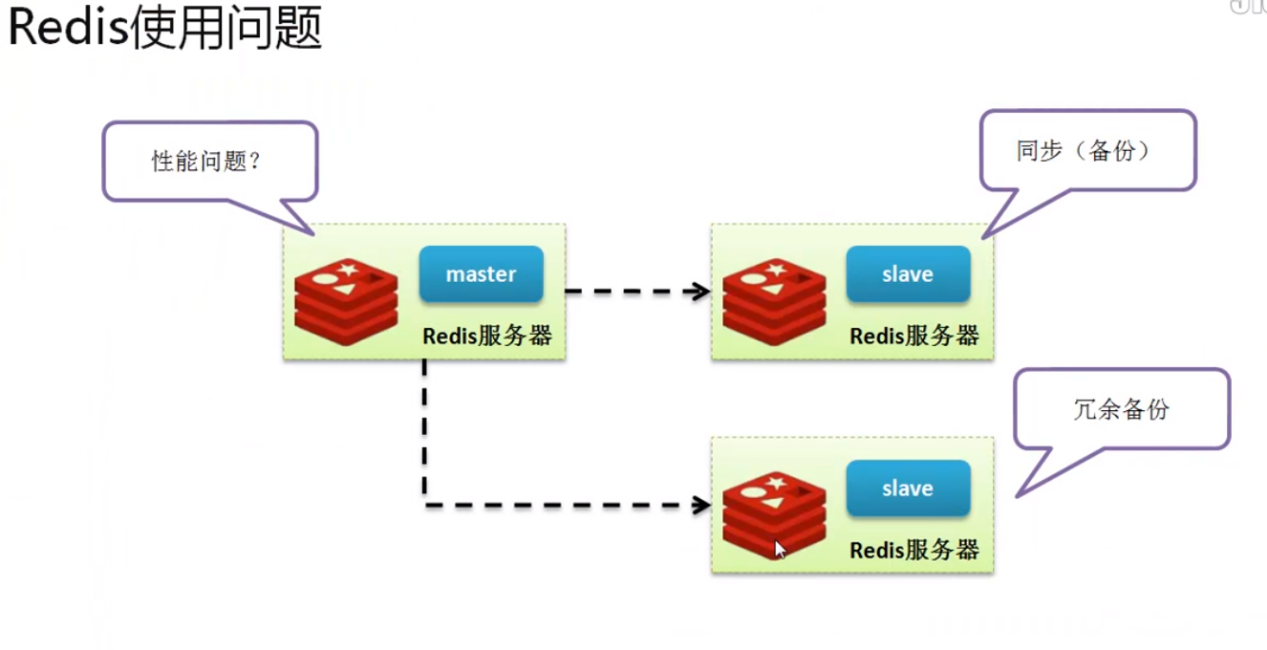 Redis使用问题
性能问题?
同步（备份）
master
Redis服务器
slave
Redis服务器
冗余备份
slave
Redis服务器